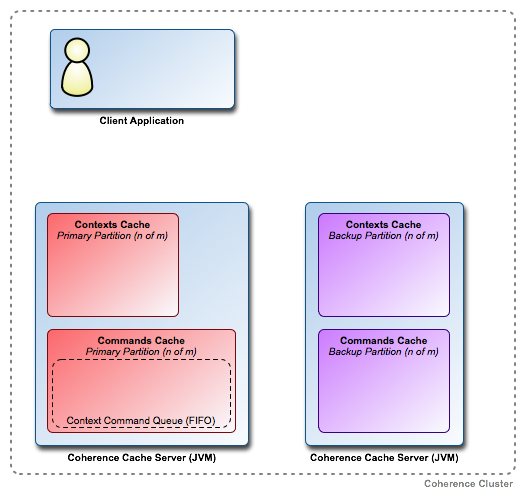 Client Application
Contexts Cache
Primary Partition (n of m)
Contexts Cache
Backup Partition (n of m)
Commands Cache
Primary Partition (n of m)
Context Command Queue (FIFO)
Commands Cache
Backup Partition (n of m)
Coherence Cache Server (JVM)
Coherence Cache Server (JVM)
Coherence Cluster